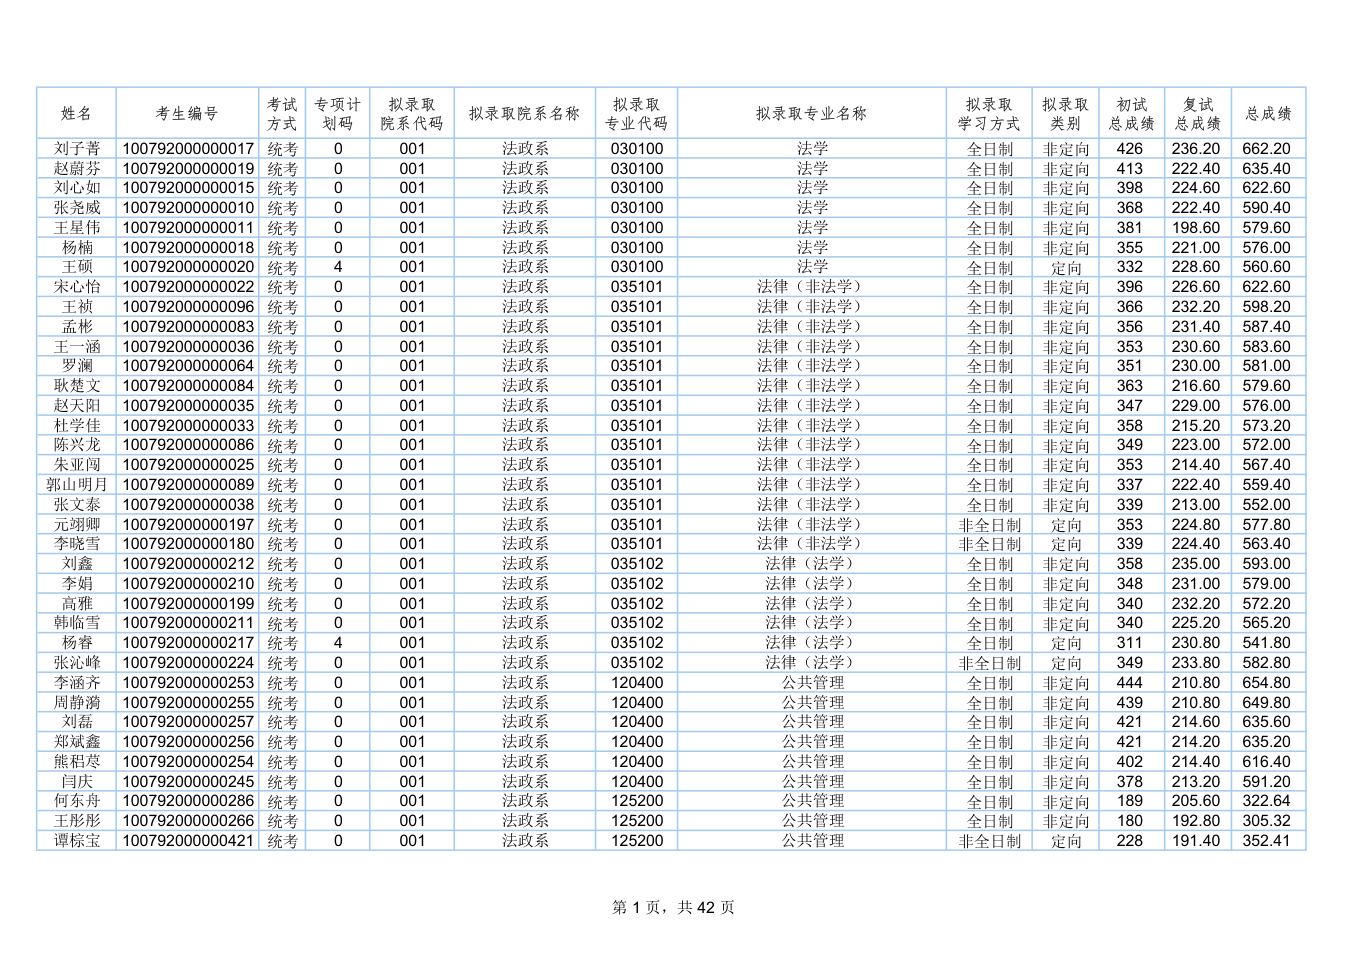 姓名 考生编号 考试方式 专项计划码 拟录取院系代码 拟录取院系名称 拟录取专业代码 拟录取专业名称 拟录取学习方式 拟录取类别 初试总成绩 复试总成绩 总成绩
刘子菁 100792000000017 统考 0 001 法政系 030100 法学 全日制 非定向 426 236.20 662.20
赵蔚芬 100792000000019 统考 0 001 法政系 030100 法学 全日制 非定向 413 222.40 635.40
刘心如 100792000000015 统考 0 001 法政系 030100 法学 全日制 非定向 398 224.60 622.60
张尧威 100792000000010 统考 0 001 法政系 030100 法学 全日制 非定向 368 222.40 590.40
王星伟 100792000000011 统考 0 001 法政系 030100 法学 全日制 非定向 381 198.60 579.60
杨楠 100792000000018 统考 0 001 法政系 030100 法学 全日制 非定向 355 221.00 576.00
王硕 100792000000020 统考 4 001 法政系 030100 法学 全日制 定向 332 228.60 560.60
宋心怡 100792000000022 统考 0 001 法政系 035101 法律（非法学） 全日制 非定向 396 226.60 622.60
王祯 100792000000096 统考 0 001 法政系 035101 法律（非法学） 全日制 非定向 366 232.20 598.20
孟彬 100792000000083 统考 0 001 法政系 035101 法律（非法学） 全日制 非定向 356 231.40 587.40
王一涵 100792000000036 统考 0 001 法政系 035101 法律（非法学） 全日制 非定向 353 230.60 583.60
罗澜 100792000000064 统考 0 001 法政系 035101 法律（非法学） 全日制 非定向 351 230.00 581.00
耿楚文 100792000000084 统考 0 001 法政系 035101 法律（非法学） 全日制 非定向 363 216.60 579.60
赵天阳 100792000000035 统考 0 001 法政系 035101 法律（非法学） 全日制 非定向 347 229.00 576.00
杜学佳 100792000000033 统考 0 001 法政系 035101 法律（非法学） 全日制 非定向 358 215.20 573.20
陈兴龙 100792000000086 统考 0 001 法政系 035101 法律（非法学） 全日制 非定向 349 223.00 572.00
朱亚闯 100792000000025 统考 0 001 法政系 035101 法律（非法学） 全日制 非定向 353 214.40 567.40
郭山明月 100792000000089 统考 0 001 法政系 035101 法律（非法学） 全日制 非定向 337 222.40 559.40
张文泰 100792000000038 统考 0 001 法政系 035101 法律（非法学） 全日制 非定向 339 213.00 552.00
元翊卿 100792000000197 统考 0 001 法政系 035101 法律（非法学） 非全日制 定向 353 224.80 577.80
李晓雪 100792000000180 统考 0 001 法政系 035101 法律（非法学） 非全日制 定向 339 224.40 563.40
刘鑫 100792000000212 统考 0 001 法政系 035102 法律（法学） 全日制 非定向 358 235.00 593.00
李娟 100792000000210 统考 0 001 法政系 035102 法律（法学） 全日制 非定向 348 231.00 579.00
高雅 100792000000199 统考 0 001 法政系 035102 法律（法学） 全日制 非定向 340 232.20 572.20
韩临雪 100792000000211 统考 0 001 法政系 035102 法律（法学） 全日制 非定向 340 225.20 565.20
杨睿 100792000000217 统考 4 001 法政系 035102 法律（法学） 全日制 定向 311 230.80 541.80
张沁峰 100792000000224 统考 0 001 法政系 035102 法律（法学） 非全日制 定向 349 233.80 582.80
李涵齐 100792000000253 统考 0 001 法政系 120400 公共管理 全日制 非定向 444 210.80 654.80
周静漪 100792000000255 统考 0 001 法政系 120400 公共管理 全日制 非定向 439 210.80 649.80
刘磊 100792000000257 统考 0 001 法政系 120400 公共管理 全日制 非定向 421 214.60 635.60
郑斌鑫 100792000000256 统考 0 001 法政系 120400 公共管理 全日制 非定向 421 214.20 635.20
熊稆荩 100792000000254 统考 0 001 法政系 120400 公共管理 全日制 非定向 402 214.40 616.40
闫庆 100792000000245 统考 0 001 法政系 120400 公共管理 全日制 非定向 378 213.20 591.20
何东舟 100792000000286 统考 0 001 法政系 125200 公共管理 全日制 非定向 189 205.60 322.64
王彤彤 100792000000266 统考 0 001 法政系 125200 公共管理 全日制 非定向 180 192.80 305.32
谭棕宝 100792000000421 统考 0 001 法政系 125200 公共管理 非全日制 定向 228 191.40 352.41
第 1 页，共 42 页